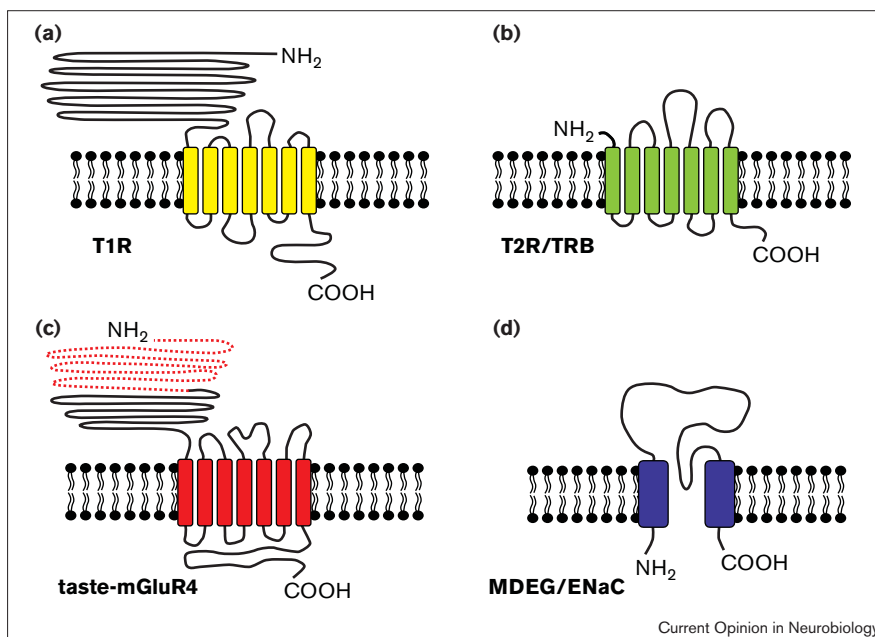 (a)
NH2
T1R
COOH
(b)
NH2
T2R/TRB
COOH
(c)
NH2
taste-mGluR4
COOH
(d)
NH2
COOH
MDEG/ENaC
Current Opinion in Neurobiology